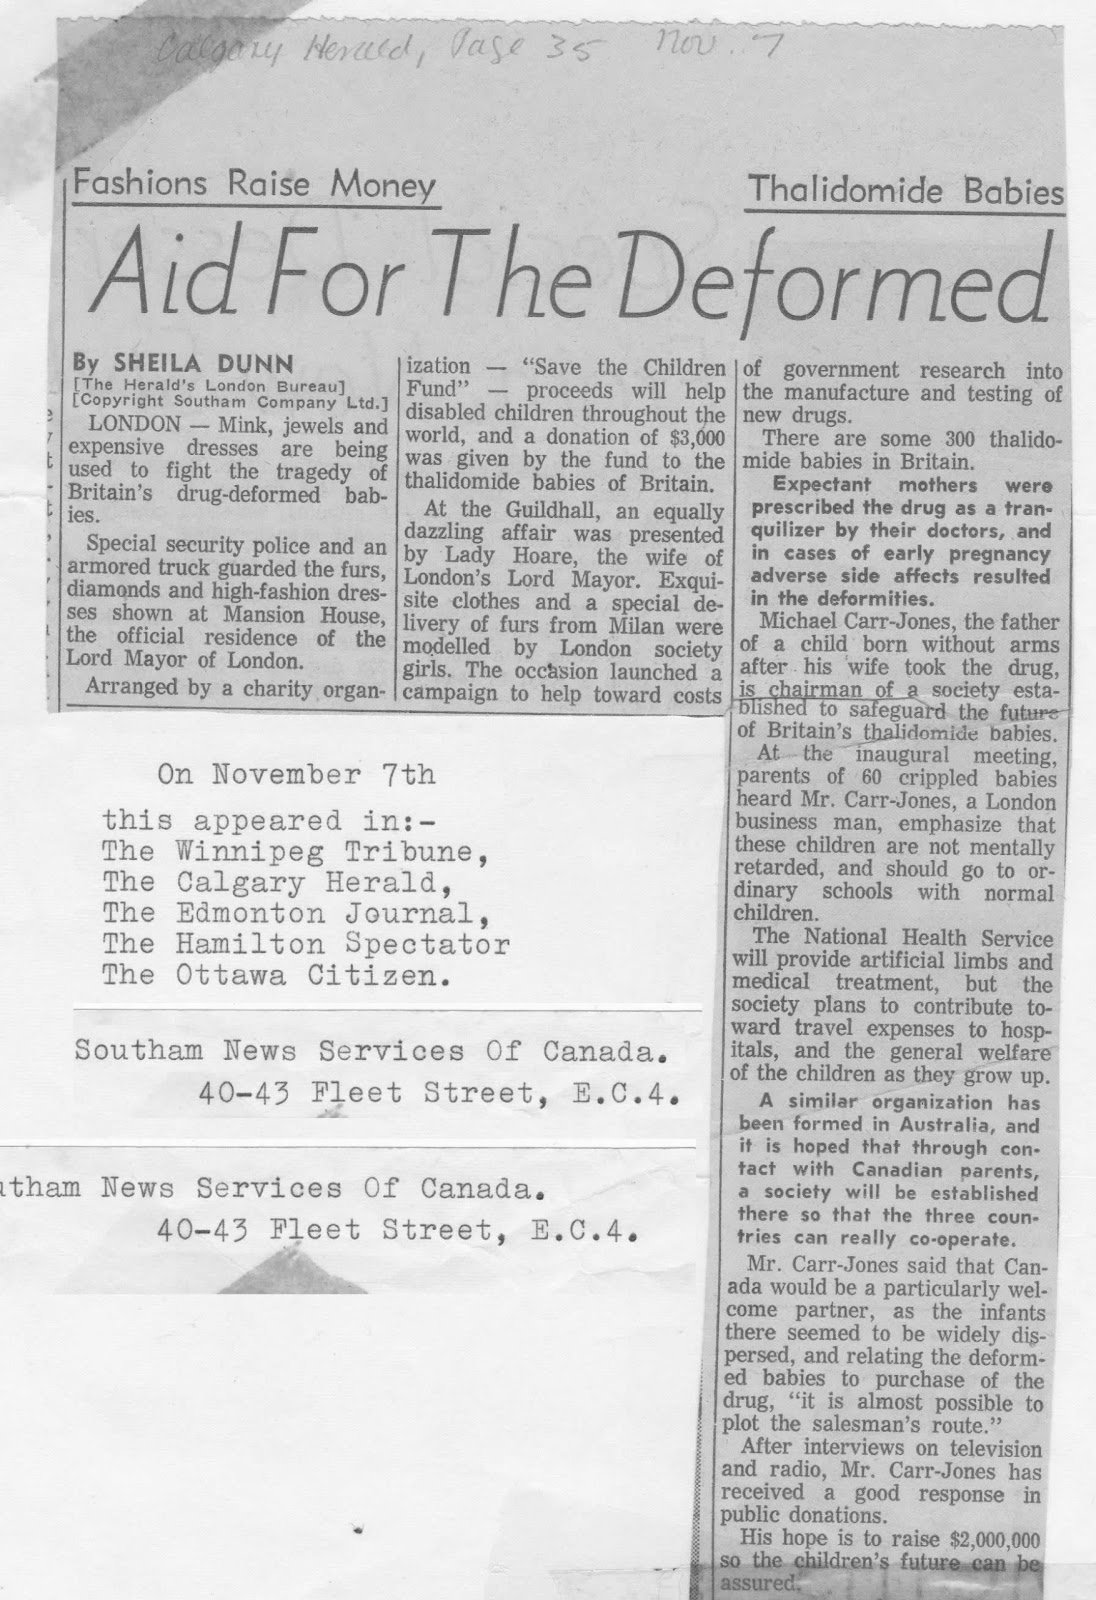 Calgary Herald, Page 35 Nov. 7
Fashions Raise Money
Thalidomide Babies
Aid For The Deformed
By SHEILA DUNN
[The Herald's London Bureau]
[Copyright Southam Company Ltd.]
LONDON — Mink, jewels and
expensive dresses are being
used to fight the tragedy of
Britain's drug-deformed bab-
ies.
Special security police and an
armored truck guarded the furs,
diamonds and high-fashion dres-
ses shown at Mansion House,
the official residence of the
Lord Mayor of London.
Arranged by a charity organ-
ization — "Save the Children
Fund" — proceeds will help
disabled children throughout the
world, and a donation of $3,000
was given by the fund to the
thalidomide babies of Britain.
At the Guildhall, an equally
dazzling affair was presented
by Lady Hoare, the wife of
London's Lord Mayor. Exqui-
site clothes and a special de-
livery of furs from Milan were
modelled by London society
girls. The occasion launched a
campaign to help toward costs
of government research into
the manufacture and testing of
new drugs.
There are some 300 thalido-
mide babies in Britain.
Expectant mothers were
prescribed the drug as a tran-
quilizer by their doctors, and
in cases of early pregnancy
adverse side affects resulted
in the deformities.
Michael Carr-Jones, the father
of a child born without arms
after his wife took the drug,
is chairman of a society esta-
blished to safeguard the future
of Britain's thalidomide babies.
At the inaugural meeting,
parents of 60 crippled babies
heard Mr. Carr-Jones, a London
business man, emphasize that
these children are not mentally
retarded, and should go to or-
dinary schools with normal
children.
The National Health Service
will provide artificial limbs and
medical treatment, but the
society plans to contribute to-
ward travel expenses to hosp-
itals, and the general welfare
of the children as they grow up.
A similar organization has
been formed in Australia, and
it is hoped that through con-
tact with Canadian parents,
a society will be established
there so that the three coun-
tries can really co-operate.
Mr. Carr-Jones said that Can-
ada would be a particularly wel-
come partner, as the infants
there seemed to be widely dis-
persed, and relating the deform-
ed babies to purchase of the
drug, "it is almost possible to
plot the salesman's route."
After interviews on television
and radio, Mr. Carr-Jones has
received a good response in
public donations.
His hope is to raise $2,000,000
so the children's future can be
assured.
On November 7th
this appeared in:-
The Winnipeg Tribune,
The Calgary Herald,
The Edmonton Journal,
The Hamilton Spectator
The Ottawa Citizen.
Southam News Services Of Canada.
40-43 Fleet Street, E.C.4.
utham News Services Of Canada.
40-43 Fleet Street, E.C.4.